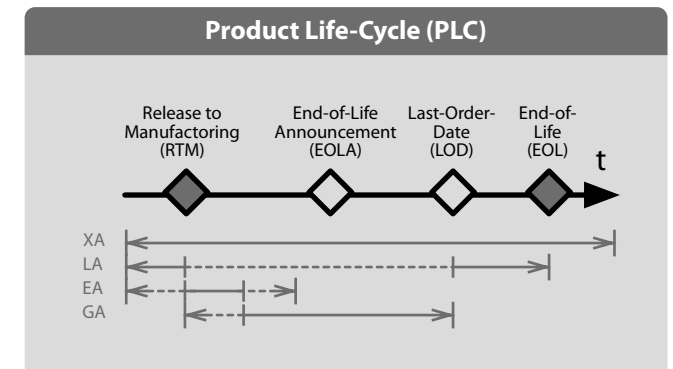 Product Life-Cycle (PLC)
Release to
Manufactoring
(RTM)
End-of-Life
Announcement
(EOLA)
Last-Order-
Date
(LOD)
End-of-
Life
(EOL)
t
XA
LA
EA
GA